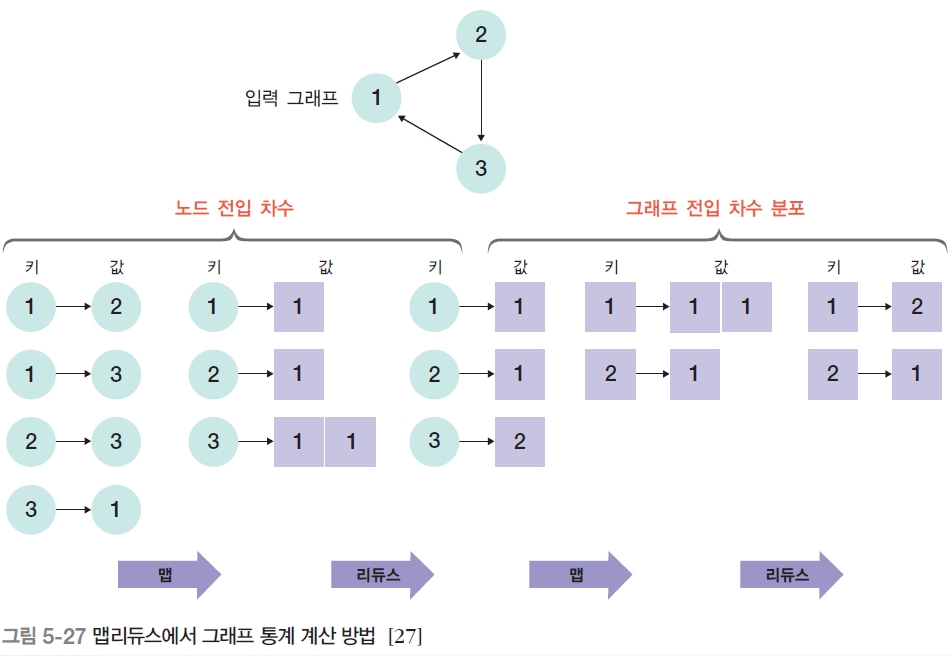 2
입력 그래프 1
3
노드 전입 차수 그래프 전입 차수 분포
키 값 키 값 키 값 키 값 키 값
1 2 1 1 1 1 1 1 1 1 2
1 3 2 1 2 1 2 1 2 1
2 3 3 1 1 3 2
3 1
맵 리듀스 맵 리듀스
그림 5-27 맵리듀스에서 그래프 통계 계산 방법 [27]